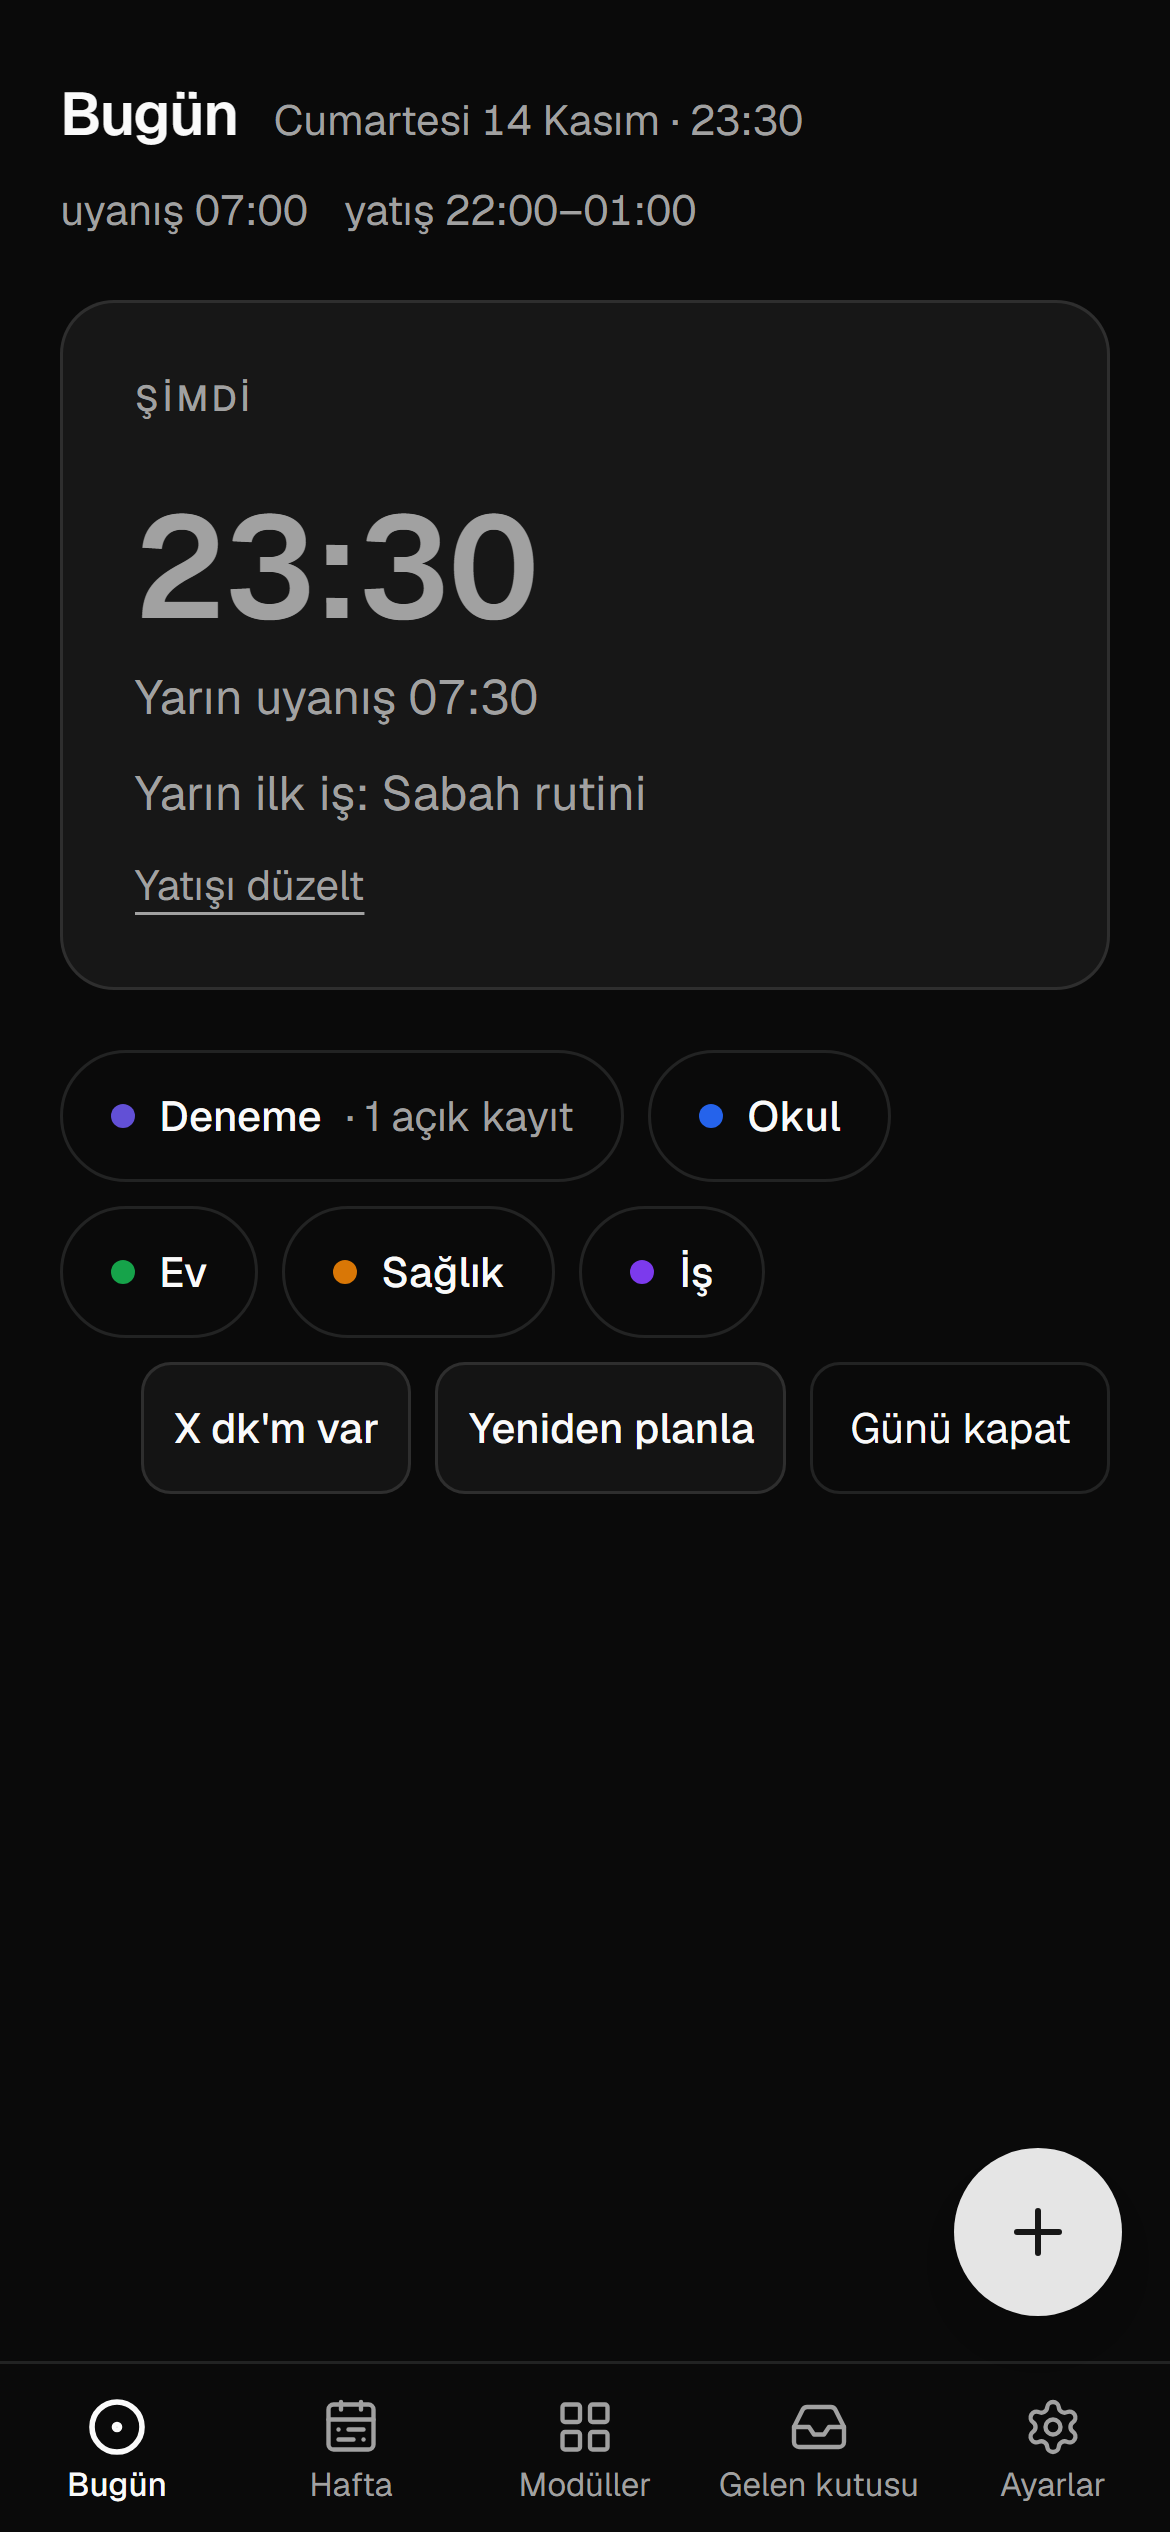 Bugün Cumartesi 14 Kasım · 23:30
uyanış 07:00 yatış 22:00–01:00
ŞİMDİ
23:30
Yarın uyanış 07:30
Yarın ilk iş: Sabah rutini
Yatışı düzelt
Deneme · 1 açık kayıt Okul
Ev Sağlık İş
X dk'm var Yeniden planla Günü kapat
Bugün Hafta Modüller Gelen kutusu Ayarlar